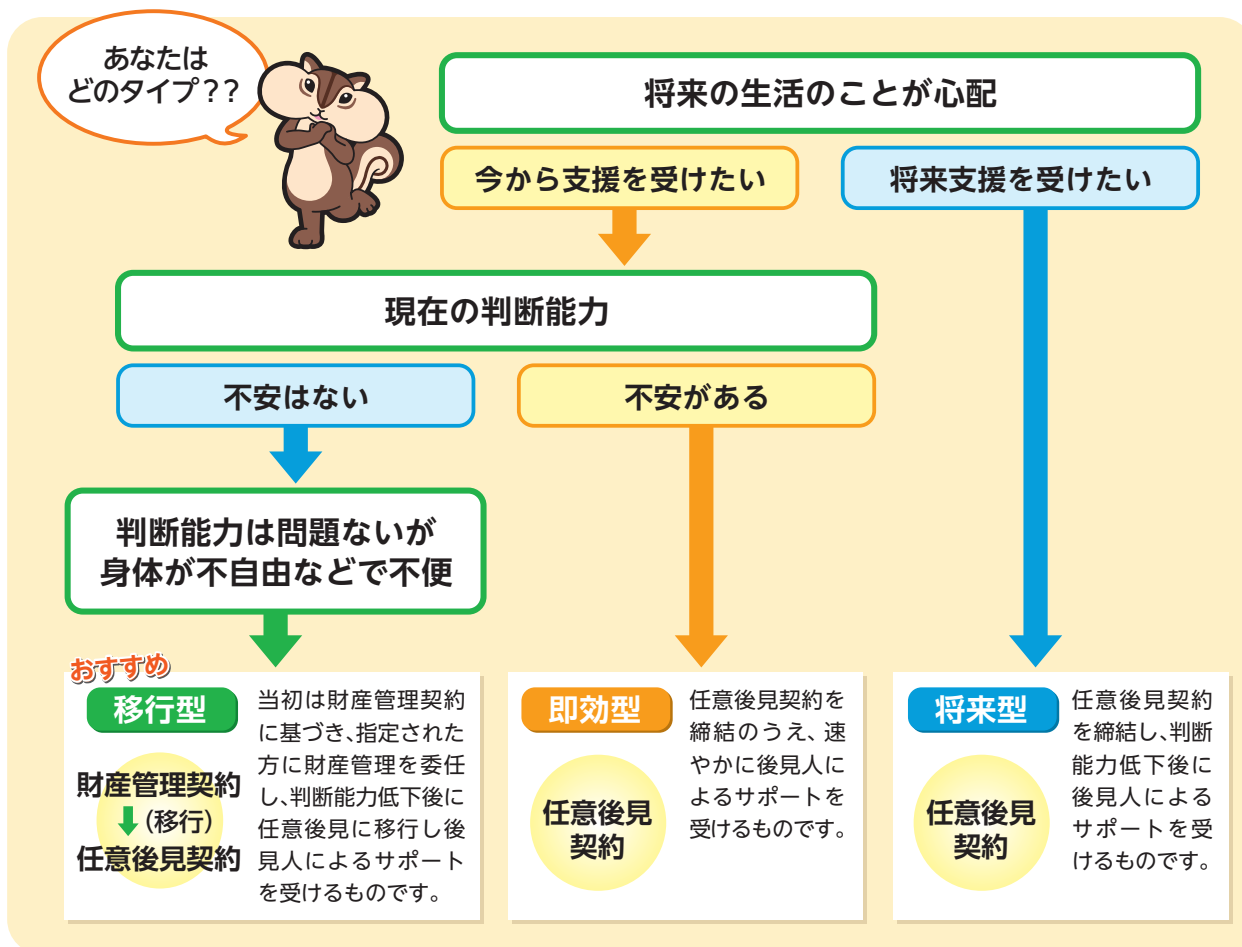 あなたは
どのタイプ??
将来の生活のことが心配
今から支援を受けたい
将来支援を受けたい
現在の判断能力
不安はない
不安がある
判断能力は問題ないが
身体が不自由などで不便
おすすめ
移行型
財産管理契約
(移行)
任意後見契約
当初は財産管理契約
に基づき、指定された
方に財産管理を委任
し、判断能力低下後に
任意後見に移行し後
見人によるサポート
を受けるものです。
即効型
任意後見
契約
任意後見契約を
締結のうえ、速
やかに後見人に
よるサポートを
受けるものです。
将来型
任意後見
契約
任意後見契約
を締結し、判断
能力低下後に
後見人による
サポートを受
けるものです。